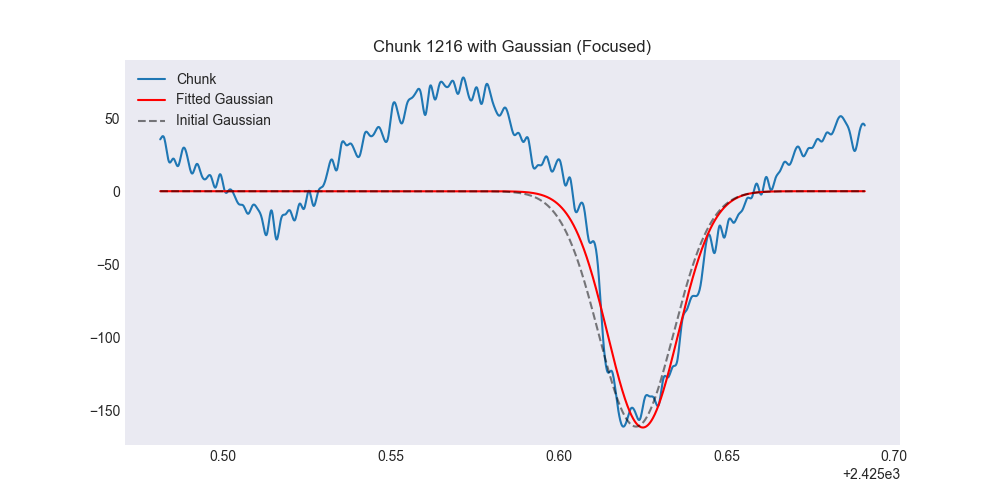 Chunk 1216 with Gaussian (Focused)
Chunk
Fitted Gaussian
Initial Gaussian
50
0
−50
−100
−150
0.50 0.55 0.60 0.65 0.70
+2.425e3